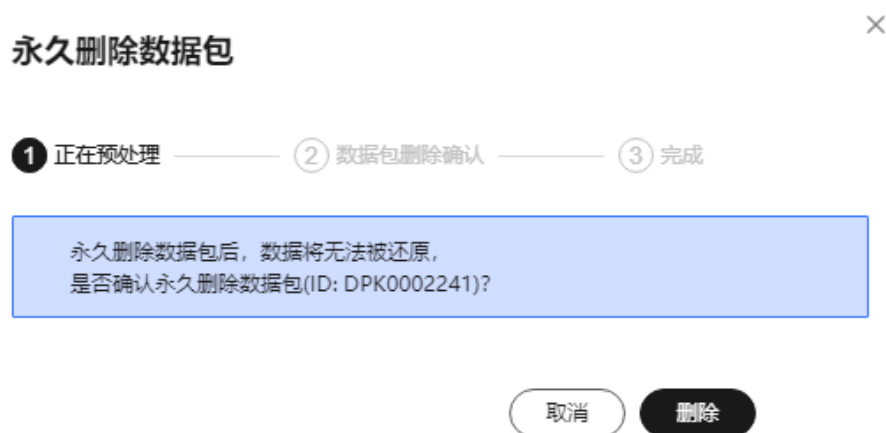 永久删除数据包
1 正在预处理 2 数据包删除确认 3 完成
永久删除数据包后，数据将无法被还原，
是否确认永久删除数据包(ID: DPK0002241)?
取消 删除